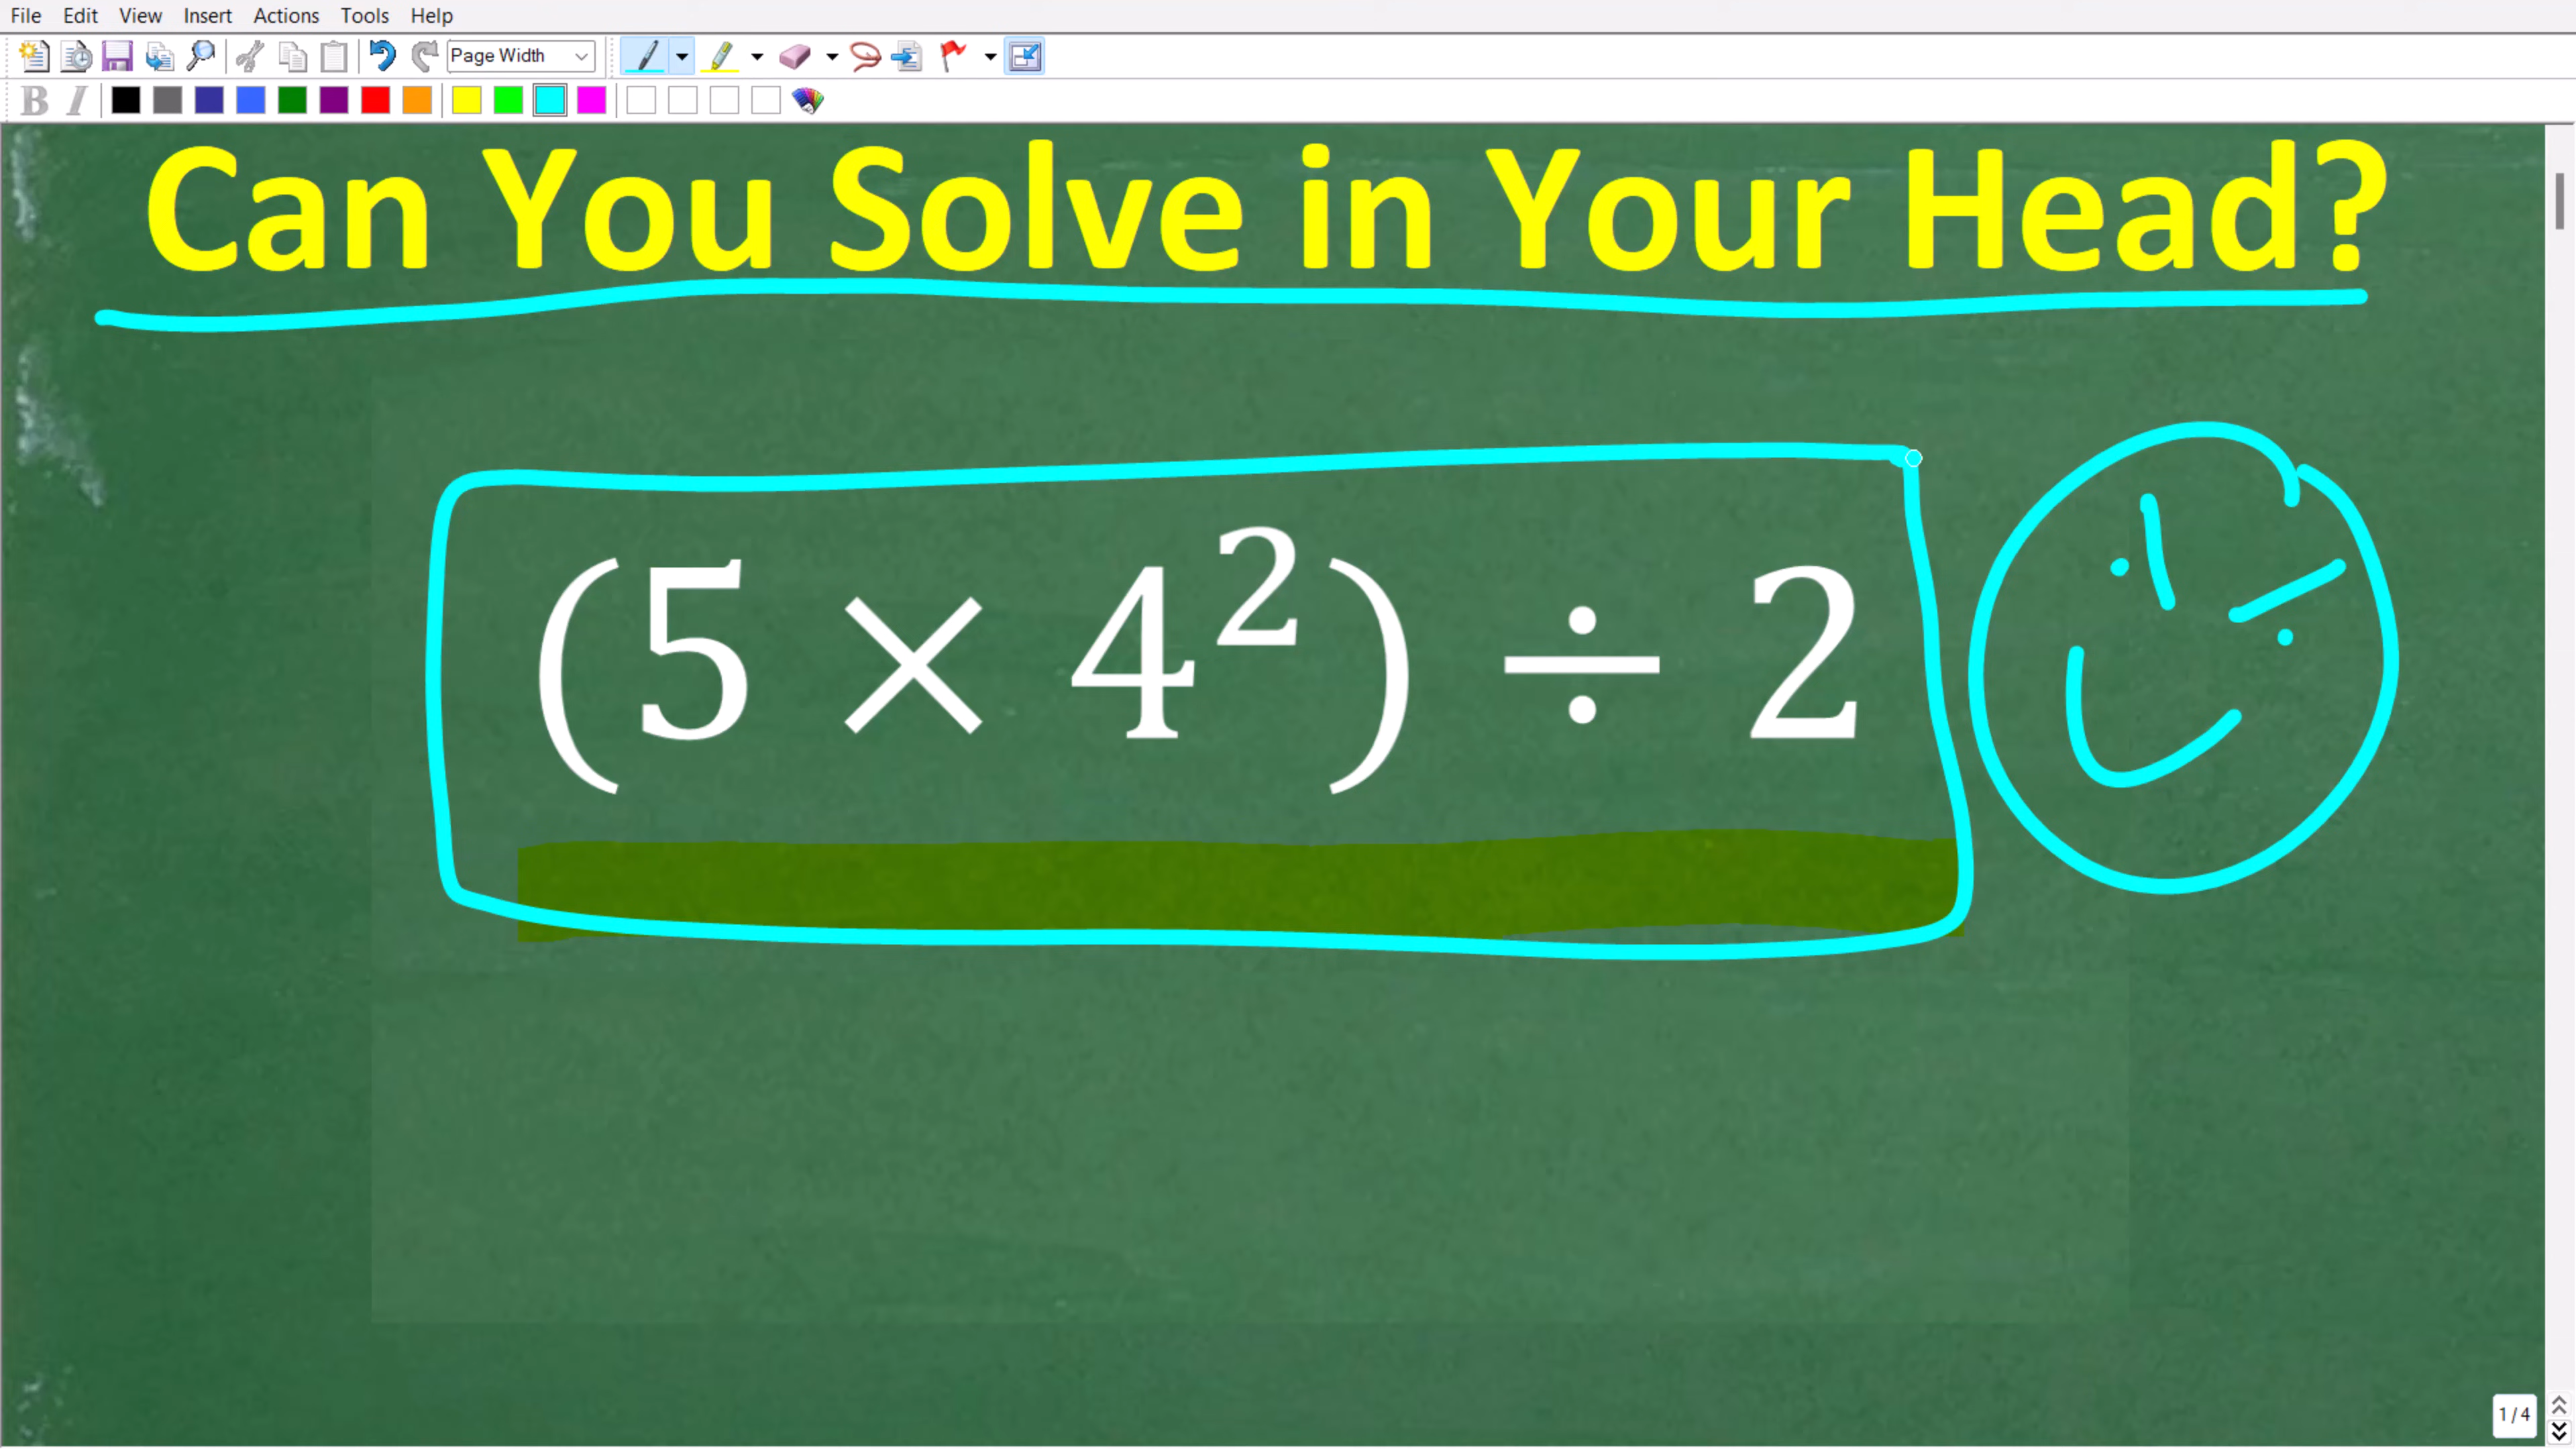 File Edit View Insert Actions Tools Help
Page Width
B I
Can You Solve in Your Head?
(5 × 4²) ÷ 2
1 / 4